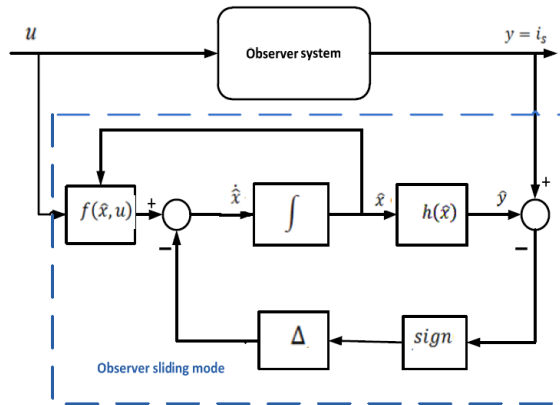 u
Observer system
y = i_s
f(x̂, u)
+
−
x̂̇
∫
x̂
h(x̂)
ŷ
+
−
Δ
sign
Observer sliding mode